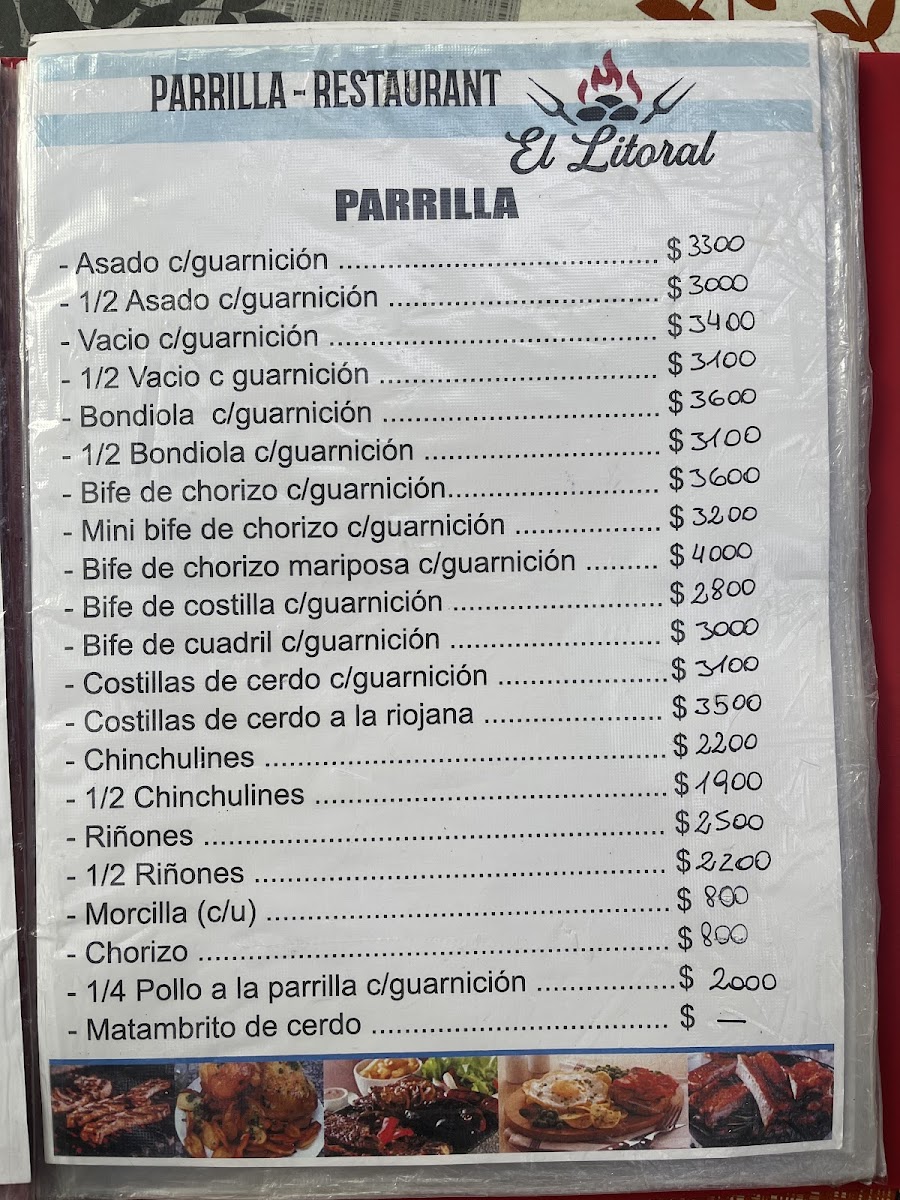 PARRILLA - RESTAURANT
El Litoral
PARRILLA
- Asado c/guarnición ....................................... $ 3300
- 1/2 Asado c/guarnición ................................. $ 3000
- Vacio c/guarnición ........................................ $ 3400
- 1/2 Vacio c guarnición .................................. $ 3100
- Bondiola c/guarnición .................................. $ 3600
- 1/2 Bondiola c/guarnición ............................. $ 3100
- Bife de chorizo c/guarnición.......................... $ 3600
- Mini bife de chorizo c/guarnición .................. $ 3200
- Bife de chorizo mariposa c/guarnición ......... $ 4000
- Bife de costilla c/guarnición .......................... $ 2800
- Bife de cuadril c/guarnición .......................... $ 3000
- Costillas de cerdo c/guarnición .....................$ 3100
- Costillas de cerdo a la riojana ...................... $ 3500
- Chinchulines ................................................. $ 2200
- 1/2 Chinchulines ...........................................$ 1900
- Riñones ........................................................ $ 2500
- 1/2 Riñones .................................................. $ 2200
- Morcilla (c/u) ................................................. $ 800
- Chorizo ......................................................... $ 800
- 1/4 Pollo a la parrilla c/guarnición .................$ 2000
- Matambrito de cerdo .................................... $ —